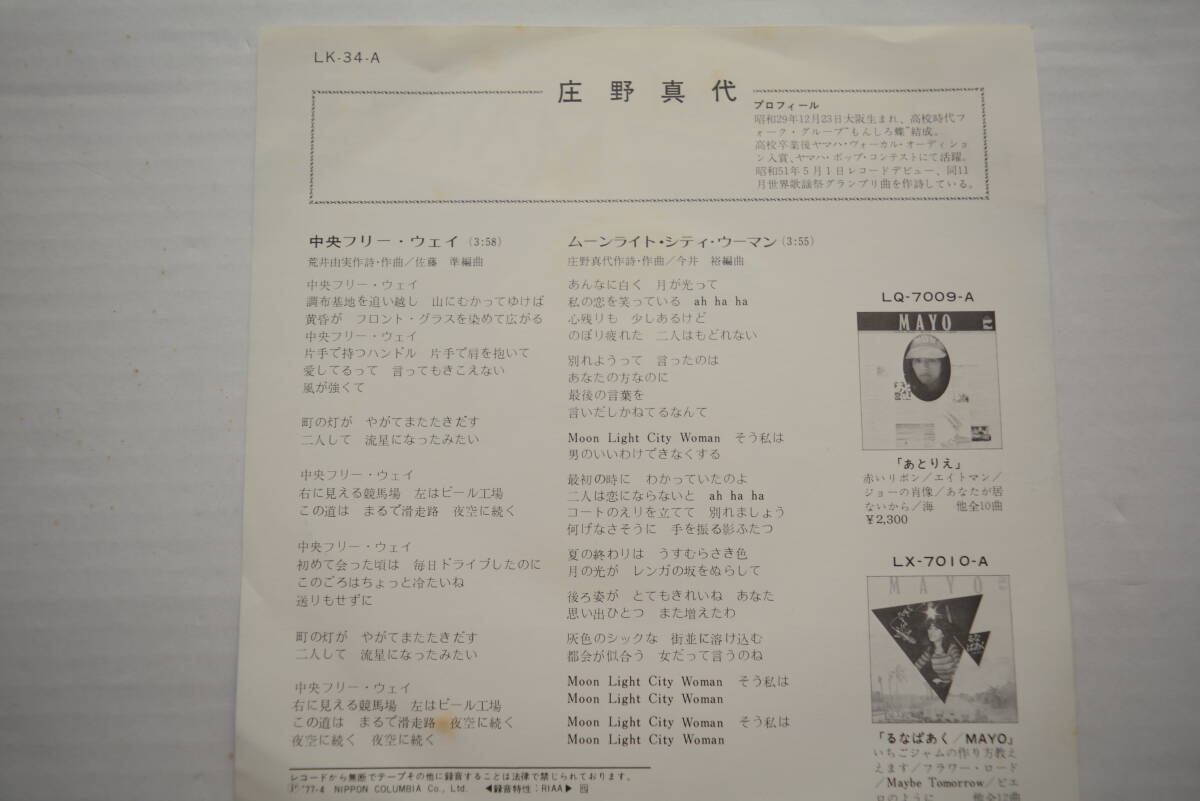 LK-34-A
庄野真代
プロフィール
昭和29年12月23日大阪生まれ、高校時代フ
ォーク・グループ“もんしろ蝶”結成。
高校卒業後ヤマハ・ヴォーカル・オーディショ
ン入賞、ヤマハ・ポップ・コンテストにて活躍。
昭和51年5月1日レコードデビュー、同11
月世界歌謡祭グランプリ曲を作詩している。
中央フリー・ウェイ (3:58)
荒井由実作詩・作曲/佐藤 準編曲
中央フリー・ウェイ
調布基地を追い越し 山にむかってゆけば
黄昏が フロント・グラスを染めて広がる
中央フリー・ウェイ
片手で持つハンドル 片手で肩を抱いて
愛してるって 言ってもきこえない
風が強くて
町の灯が やがてまたたきだす
二人して 流星になったみたい
中央フリー・ウェイ
右に見える競馬場 左はビール工場
この道は まるで滑走路 夜空に続く
中央フリー・ウェイ
初めて会った頃は 毎日ドライブしたのに
このごろはちょっと冷たいね
送りもせずに
町の灯が やがてまたたきだす
二人して 流星になったみたい
中央フリー・ウェイ
右に見える競馬場 左はビール工場
この道は まるで滑走路 夜空に続く
夜空に続く 夜空に続く
ムーンライト・シティ・ウーマン (3:55)
庄野真代作詩・作曲/今井 裕編曲
あんなに白く 月が光って
私の恋を笑っている ah ha ha
心残りも 少しあるけど
のぼり疲れた 二人はもどれない
別れようって 言ったのは
あなたの方なのに
最後の言葉を
言いだしかねてるなんて
Moon Light City Woman そう私は
男のいいわけできなくする
最初の時に わかっていたのよ
二人は恋にならないと ah ha ha
コートのえりを立てて 別れましょう
何げなさそうに 手を振る影ふたつ
夏の終わりは うすむらさき色
月の光が レンガの坂をぬらして
後ろ姿が とてもきれいね あなた
思い出ひとつ また増えたわ
灰色のシックな 街並に溶け込む
都会が似合う 女だって言うのね
Moon Light City Woman そう私は
Moon Light City Woman
Moon Light City Woman そう私は
Moon Light City Woman
LQ-7009-A
MAYO
「あとりえ」
赤いリボン/エイトマン/
ジョーの肖像/あなたが居
ないから/海 他全10曲
¥2,300
LX-7010-A
MAYO
「るなぱあく/MAYO」
いちごジャムの作り方教え
えます/フラワー・ロード
/Maybe Tomorrow/ピエ
ロのように 他全12曲
レコードから無断でテープその他に録音することは法律で禁じられております。
Ⓟ '77-4 NIPPON COLUMBIA Co., Ltd. ◀録音特性:RIAA▶